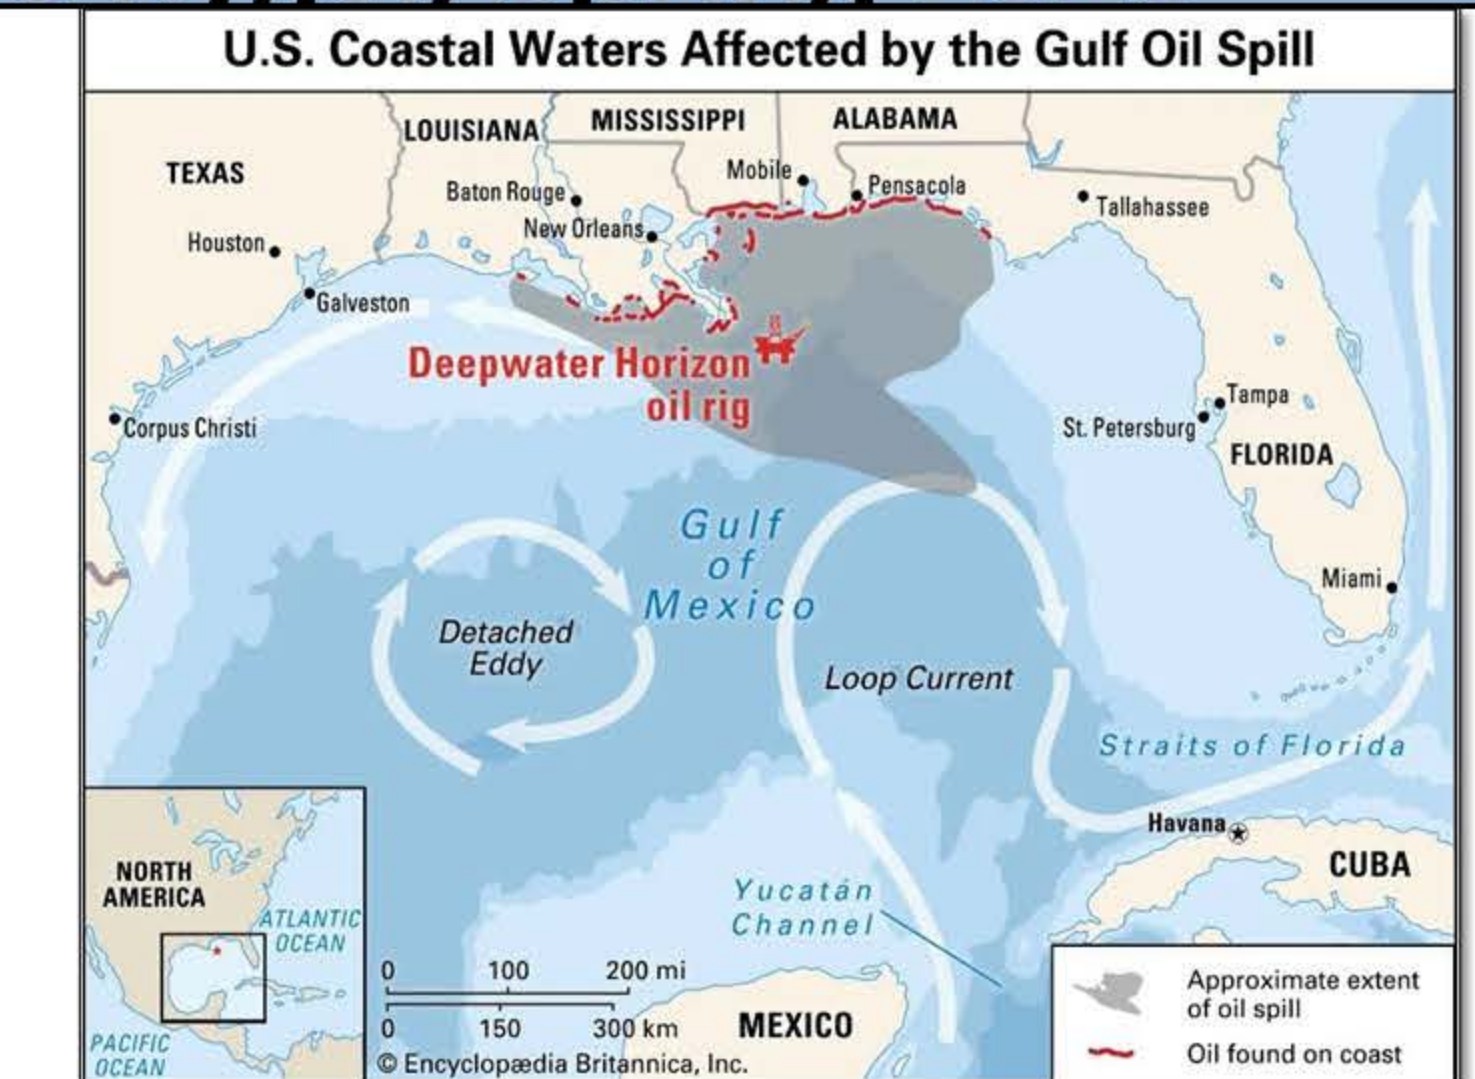 U.S. Coastal Waters Affected by the Gulf Oil Spill
LOUISIANA
MISSISSIPPI
ALABAMA
TEXAS
Mobile
Pensacola
Baton Rouge
Tallahassee
New Orleans
Houston
Galveston
Deepwater Horizon
oil rig
Tampa
Corpus Christi
St. Petersburg
FLORIDA
Gulf
of
Mexico
Miami
Detached
Eddy
Loop Current
Straits of Florida
Havana
CUBA
NORTH
AMERICA
ATLANTIC
OCEAN
PACIFIC
OCEAN
Yucatán
Channel
0 100 200 mi
0 150 300 km
MEXICO
© Encyclopædia Britannica, Inc.
Approximate extent
of oil spill
Oil found on coast